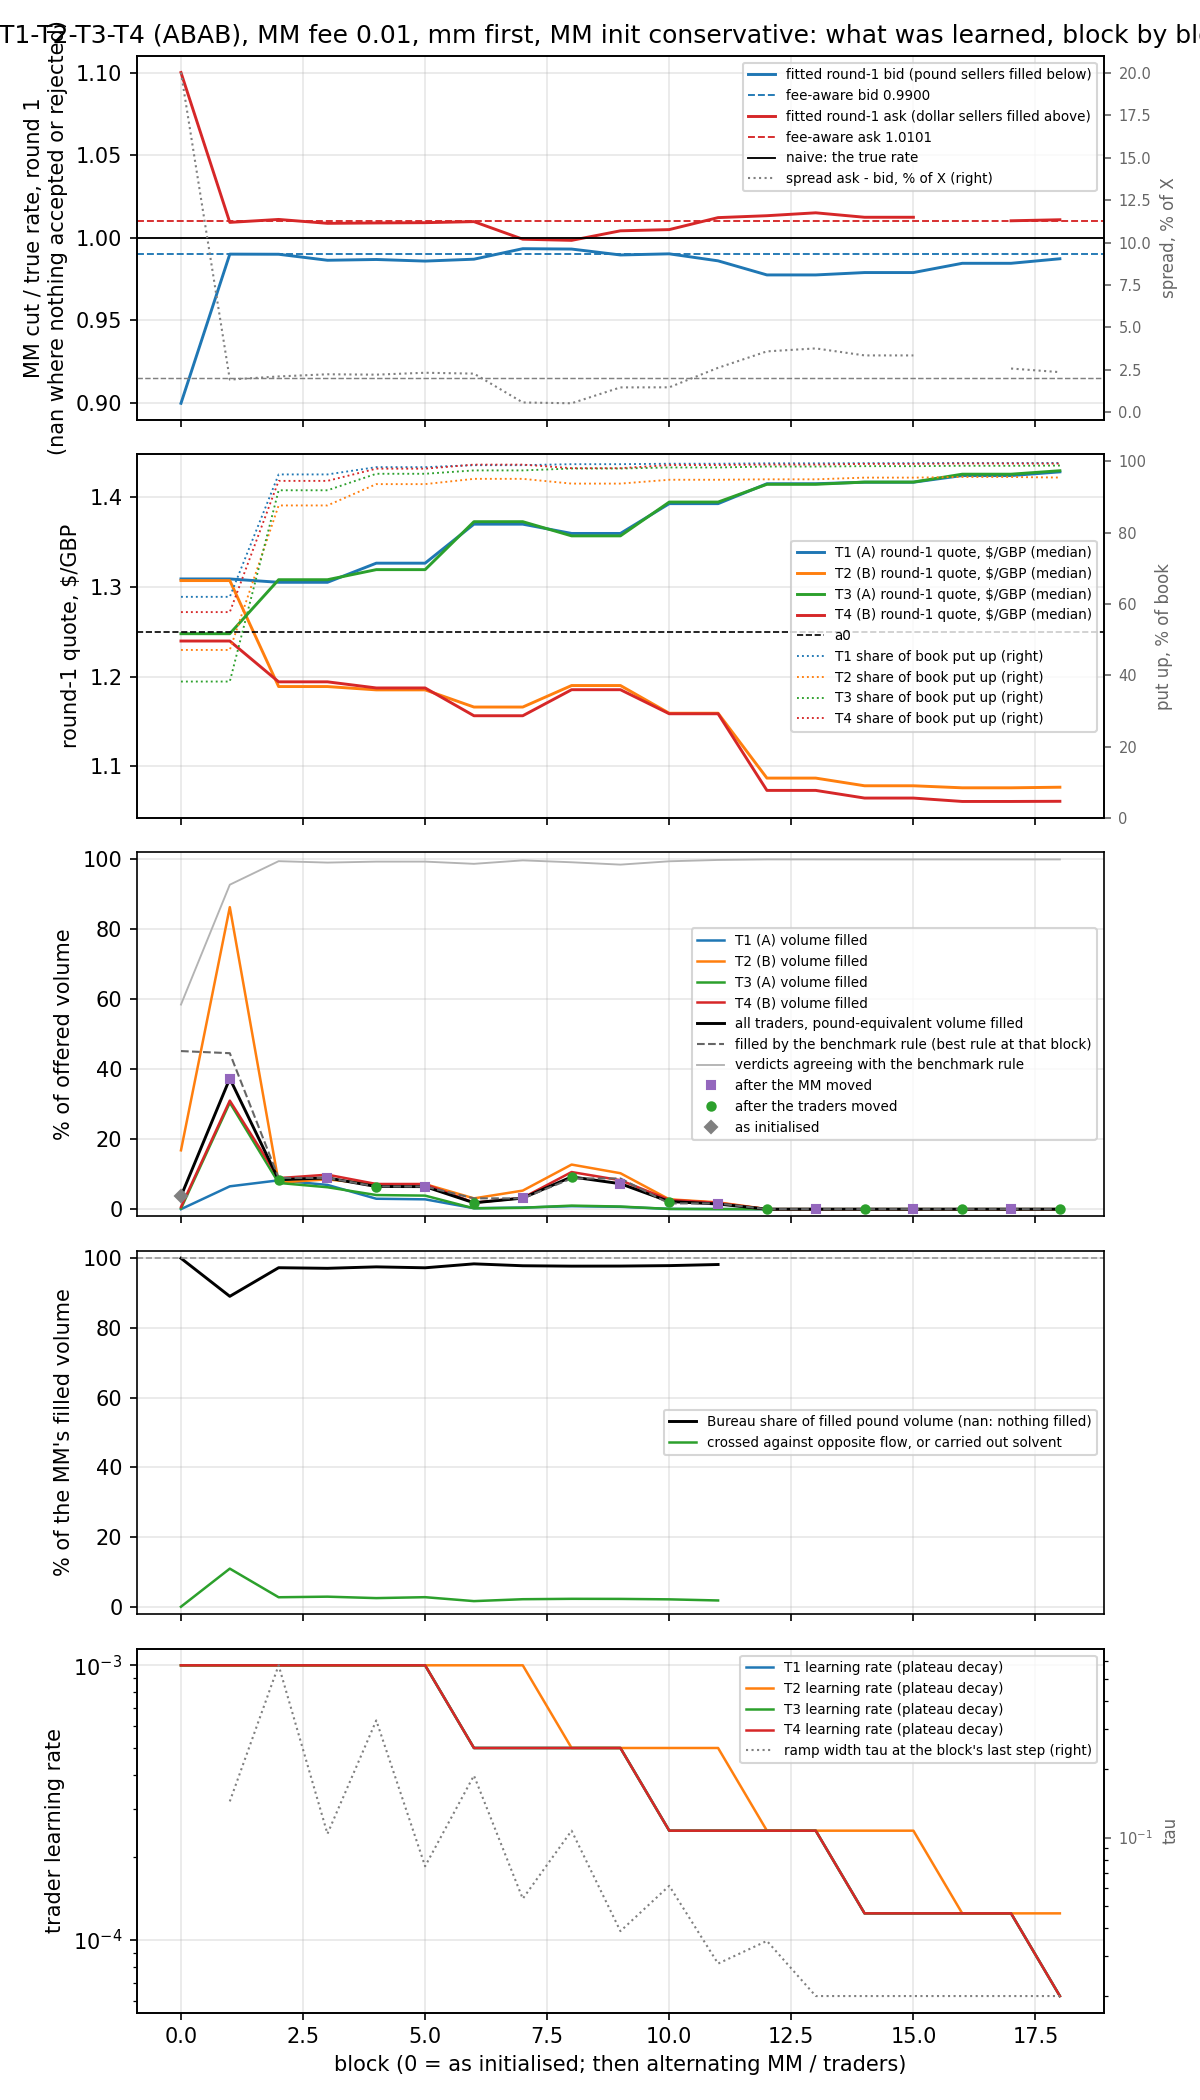 T1-T2-T3-T4 (ABAB), MM fee 0.01, mm first, MM init conservative: what was learned, block by blo
MM cut / true rate, round 1
(nan where nothing accepted or rejected)
1.10
1.05
1.00
0.95
0.90
fitted round-1 bid (pound sellers filled below)
fee-aware bid 0.9900
fitted round-1 ask (dollar sellers filled above)
fee-aware ask 1.0101
naive: the true rate
spread ask - bid, % of X (right)
20.0
17.5
15.0
12.5
10.0
7.5
5.0
2.5
0.0
spread, % of X
round-1 quote, $/GBP
1.4
1.3
1.2
1.1
T1 (A) round-1 quote, $/GBP (median)
T2 (B) round-1 quote, $/GBP (median)
T3 (A) round-1 quote, $/GBP (median)
T4 (B) round-1 quote, $/GBP (median)
a0
T1 share of book put up (right)
T2 share of book put up (right)
T3 share of book put up (right)
T4 share of book put up (right)
100
80
60
40
20
0
put up, % of book
% of offered volume
100
80
60
40
20
0
T1 (A) volume filled
T2 (B) volume filled
T3 (A) volume filled
T4 (B) volume filled
all traders, pound-equivalent volume filled
filled by the benchmark rule (best rule at that block)
verdicts agreeing with the benchmark rule
after the MM moved
after the traders moved
as initialised
% of the MM's filled volume
100
80
60
40
20
0
Bureau share of filled pound volume (nan: nothing filled)
crossed against opposite flow, or carried out solvent
trader learning rate
10⁻³
10⁻⁴
T1 learning rate (plateau decay)
T2 learning rate (plateau decay)
T3 learning rate (plateau decay)
T4 learning rate (plateau decay)
ramp width tau at the block's last step (right)
10⁻¹
tau
0.0 2.5 5.0 7.5 10.0 12.5 15.0 17.5
block (0 = as initialised; then alternating MM / traders)